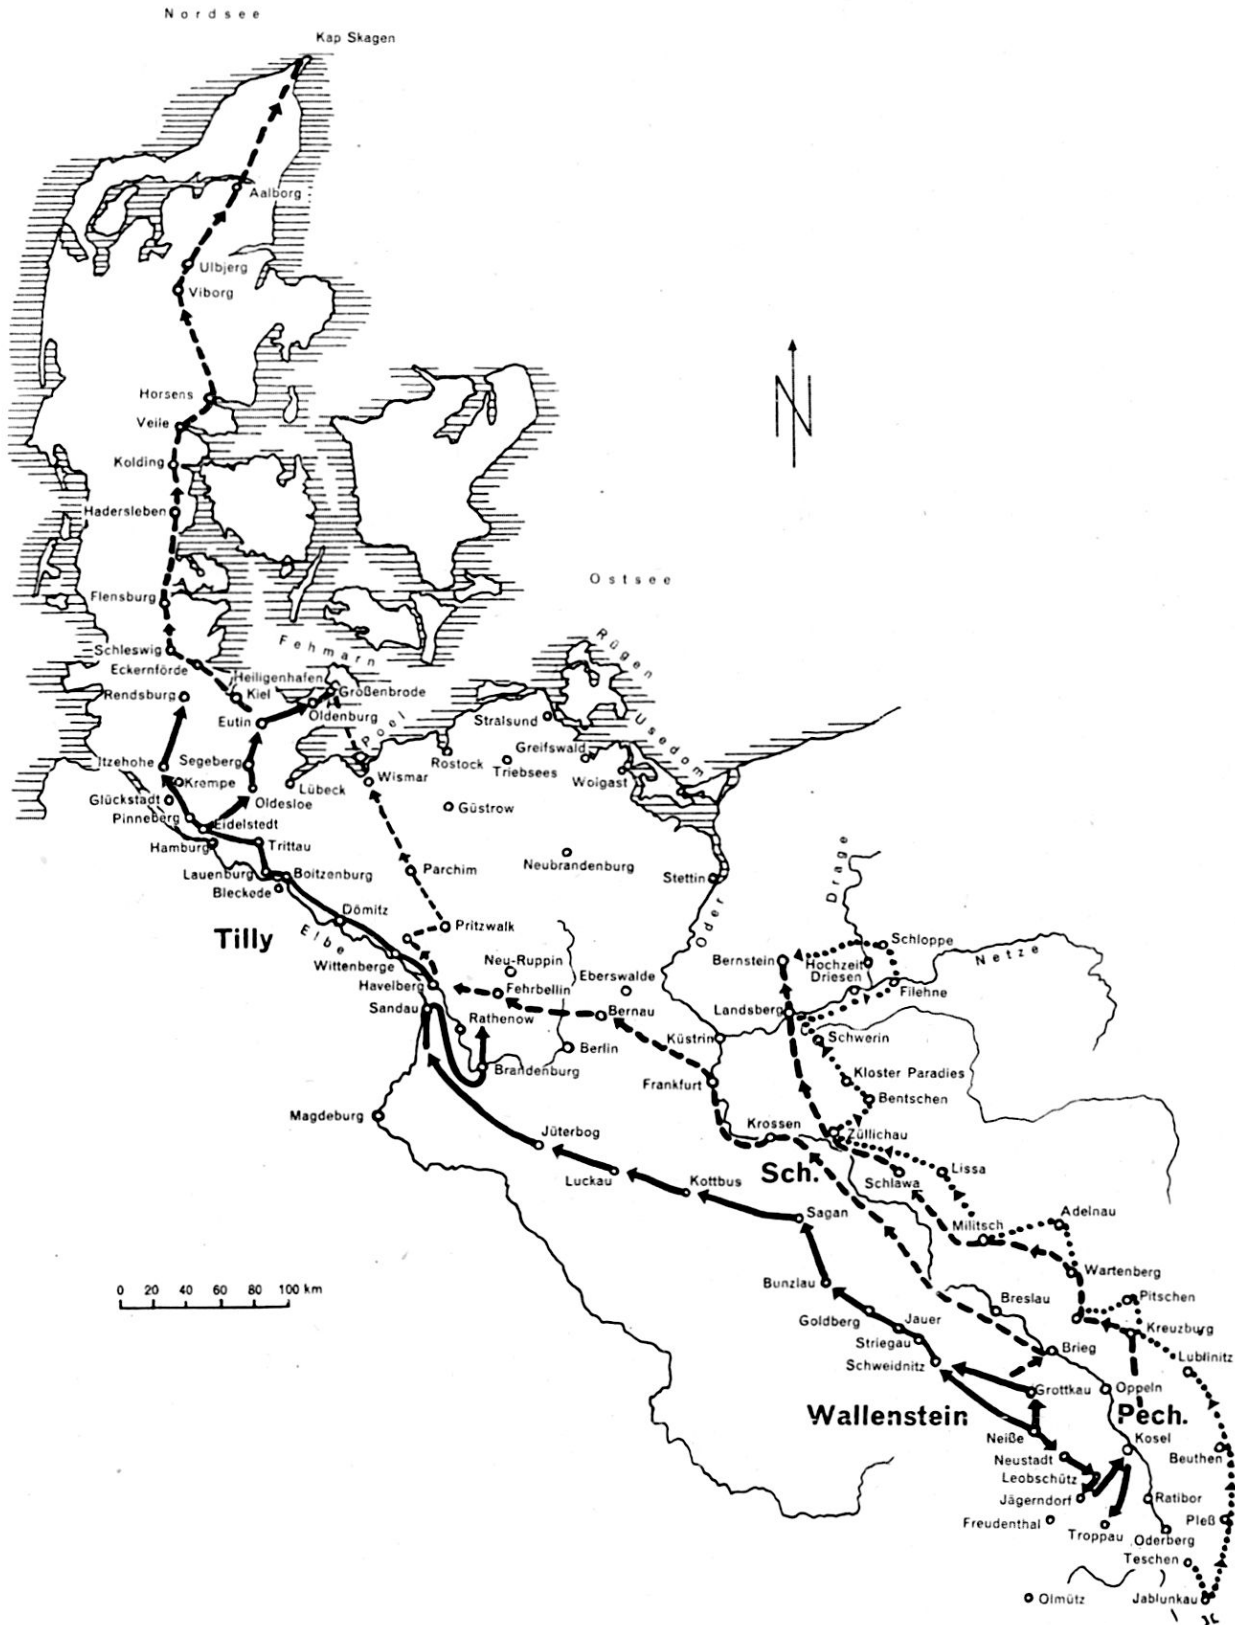 Nordsee
Kap Skagen
Aalborg
Ulbjerg
Viborg
N
Horsens
Veile
Kolding
Hadersleben
Ostsee
Flensburg
Schleswig
Fehmarn
Rügen
Eckernförde
Heiligenhafen
Rendsburg
Kiel
Großenbrode
Oldenburg
Eutin
Poel
Stralsund
Usedom
Greifswald
Itzehohe
Segeberg
Rostock
Triebsees
Wolgast
Krempe
Wismar
Glückstadt
Oldesloe
Lübeck
Güstrow
Pinneberg
Eidelstedt
Hamburg
Trittau
Neubrandenburg
Drage
Lauenburg
Boitzenburg
Parchim
Stettin
Bleckede
Dömitz
Oder
Tilly
Elbe
Pritzwalk
Schloppe
Netze
Wittenberge
Neu-Ruppin
Eberswalde
Bernstein
Hochzeit
Driesen
Havelberg
Fehrbellin
Filehne
Sandau
Rathenow
Bernau
Landsberg
Berlin
Küstrin
Schwerin
Brandenburg
Frankfurt
Kloster Paradies
Bentschen
Magdeburg
Krossen
Züllichau
Jüterbog
Sch.
Lissa
Luckau
Kottbus
Schlawa
Sagan
Militsch
Adelnau
Wartenberg
0 20 40 60 80 100 km
Bunzlau
Breslau
Pitschen
Goldberg
Jauer
Kreuzburg
Striegau
Brieg
Lublinitz
Schweidnitz
Grottkau
Oppeln
Wallenstein
Pech.
Neiße
Kosel
Neustadt
Beuthen
Leobschütz
Jägerndorf
Ratibor
Freudenthal
Troppau
Pleß
Oderberg
Teschen
Olmütz
Jablunkau